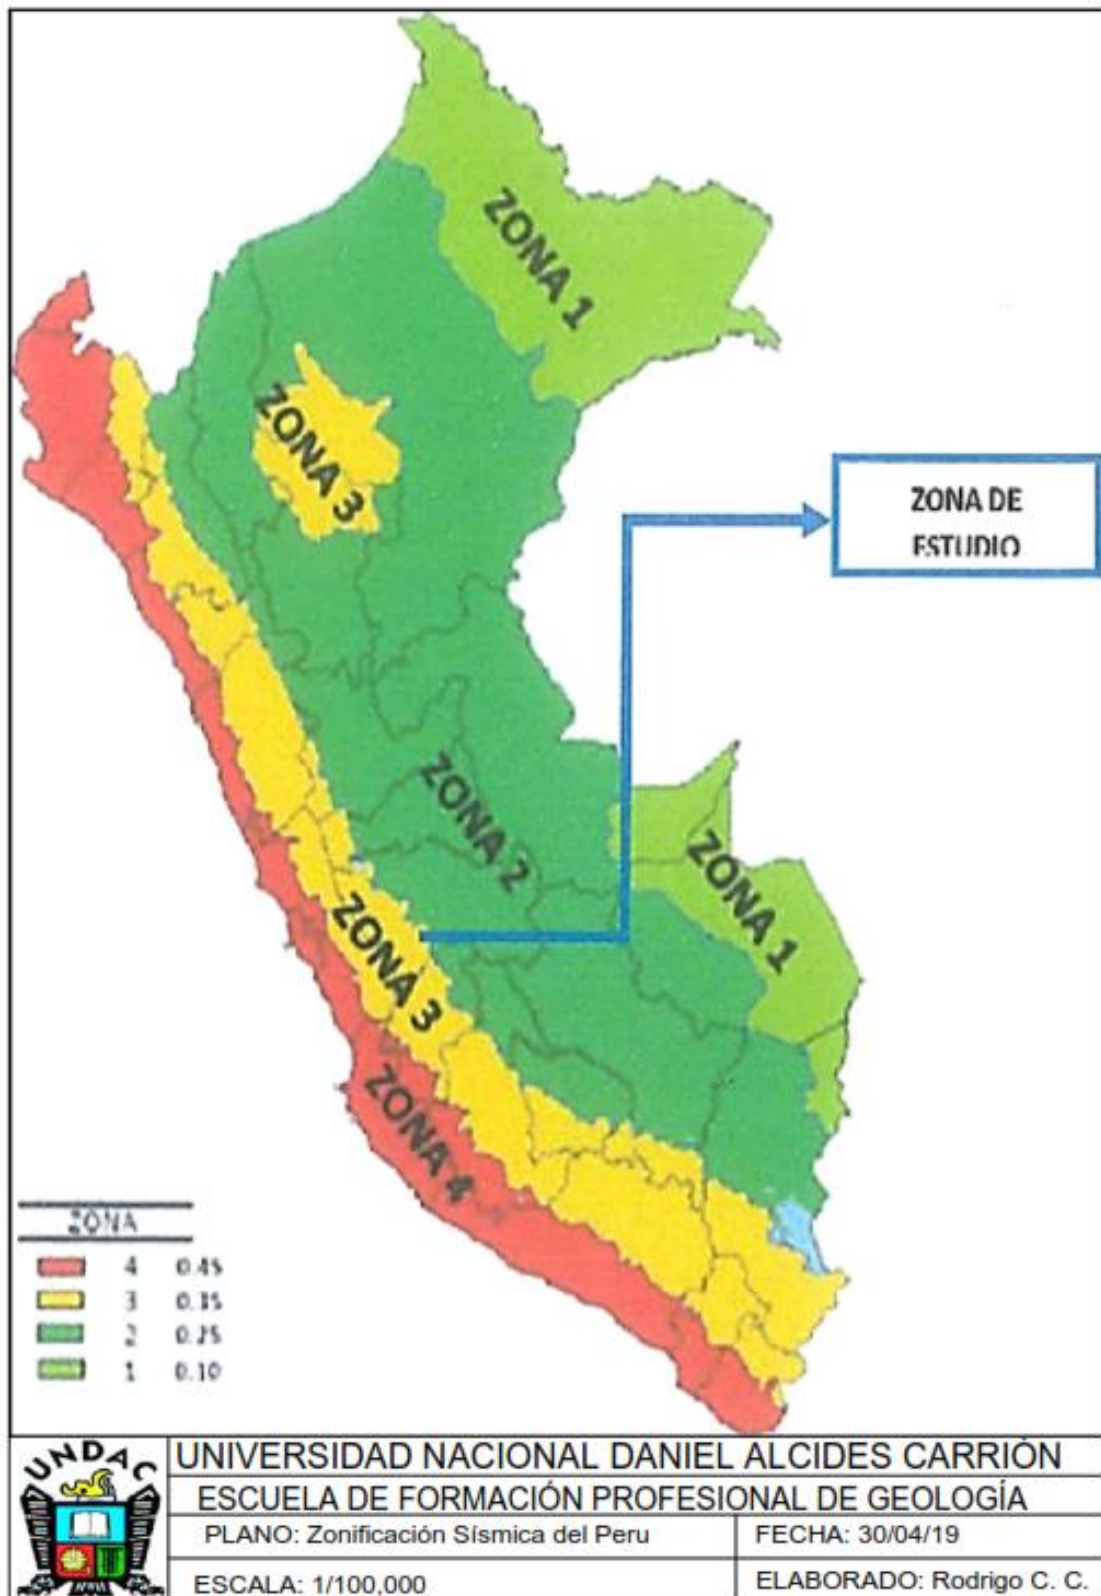 ZONA 1
ZONA 3
ZONA DE
ESTUDIO
ZONA 2
ZONA 1
ZONA 3
ZONA 4
ZONA
4 0.45
3 0.35
2 0.25
1 0.10
UNDAC
UNIVERSIDAD NACIONAL DANIEL ALCIDES CARRIÓN
ESCUELA DE FORMACIÓN PROFESIONAL DE GEOLOGÍA
PLANO: Zonificación Sísmica del Peru
FECHA: 30/04/19
ESCALA: 1/100,000
ELABORADO: Rodrigo C. C.